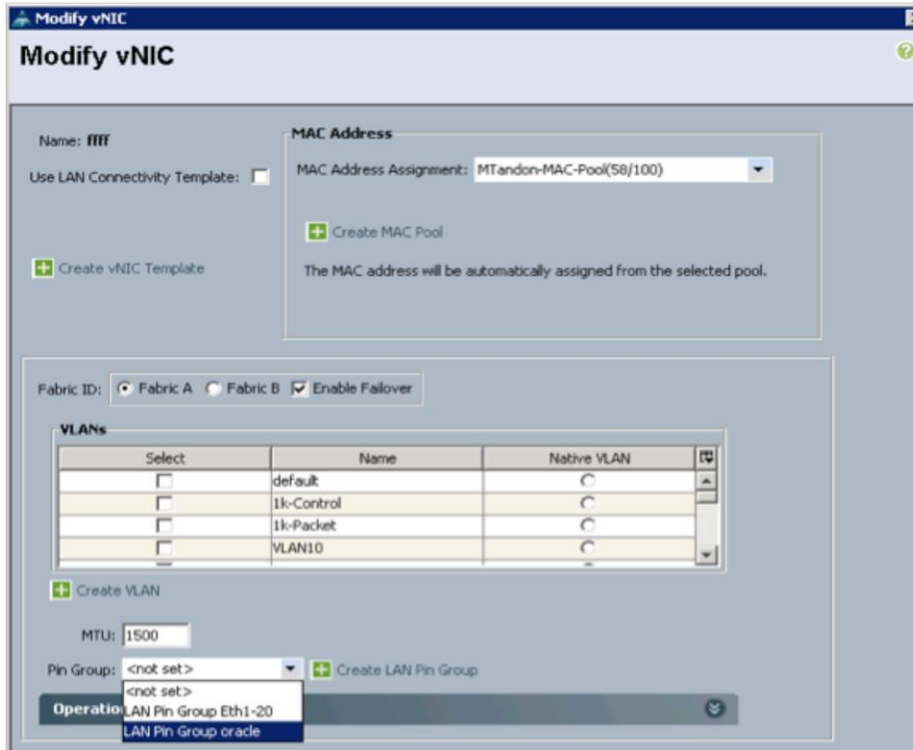 Modify vNIC
Modify vNIC
Name: ffff
Use LAN Connectivity Template:
Create vNIC Template
MAC Address
MAC Address Assignment: MTandon-MAC-Pool(58/100)
Create MAC Pool
The MAC address will be automatically assigned from the selected pool.
Fabric ID: Fabric A Fabric B Enable Failover
VLANs
Select Name Native VLAN
default
1k-Control
1k-Packet
VLAN10
Create VLAN
MTU: 1500
Pin Group: <not set> Create LAN Pin Group
<not set>
Operatio LAN Pin Group Eth1-20
LAN Pin Group oracle